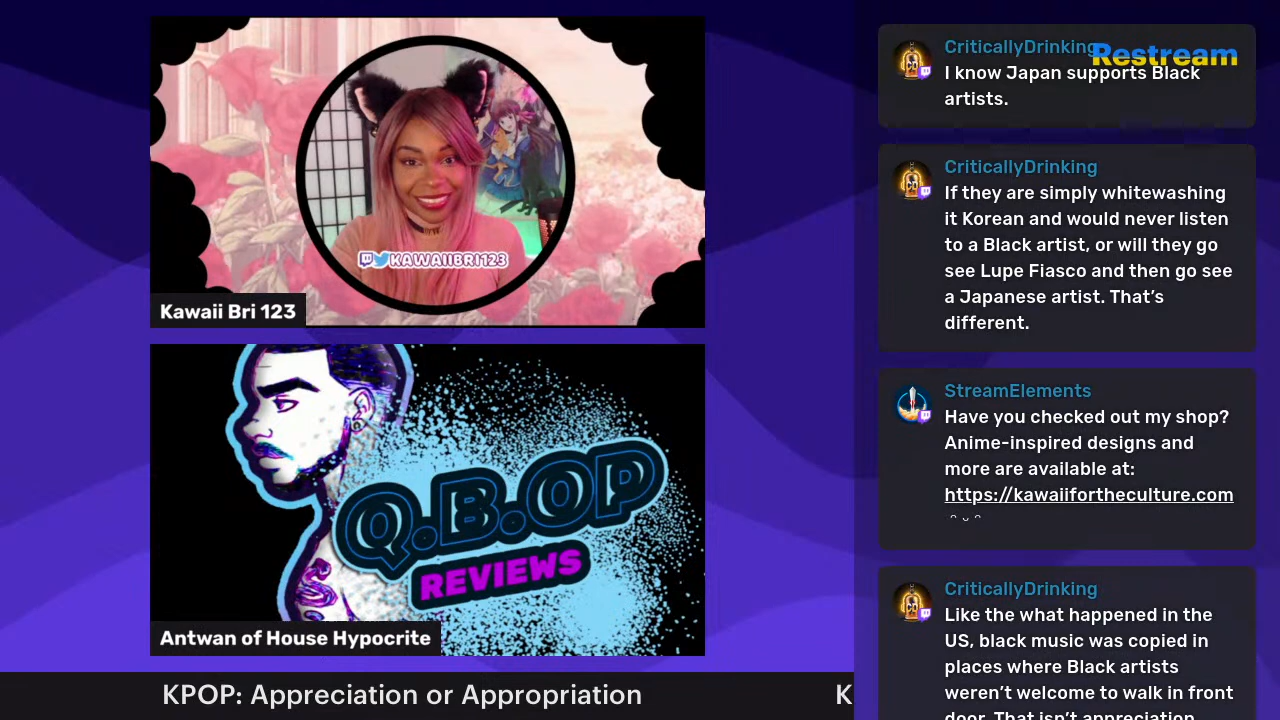 KAWAIIBRI123
Kawaii Bri 123
Q.B.OP
REVIEWS
Antwan of House Hypocrite
KPOP: Appreciation or Appropriation
K
Restream
CriticallyDrinking
I know Japan supports Black
artists.
CriticallyDrinking
If they are simply whitewashing
it Korean and would never listen
to a Black artist, or will they go
see Lupe Fiasco and then go see
a Japanese artist. That’s
different.
StreamElements
Have you checked out my shop?
Anime-inspired designs and
more are available at:
https://kawaiifortheculture.com
CriticallyDrinking
Like the what happened in the
US, black music was copied in
places where Black artists
weren’t welcome to walk in front
door. That isn’t appreciation